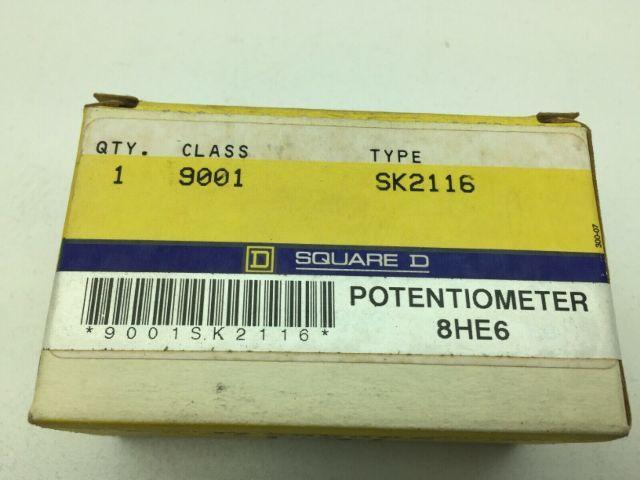 QTY. CLASS TYPE
1 9001 SK2116
300-07
D SQUARE D
*9001SK2116*
POTENTIOMETER
8HE6